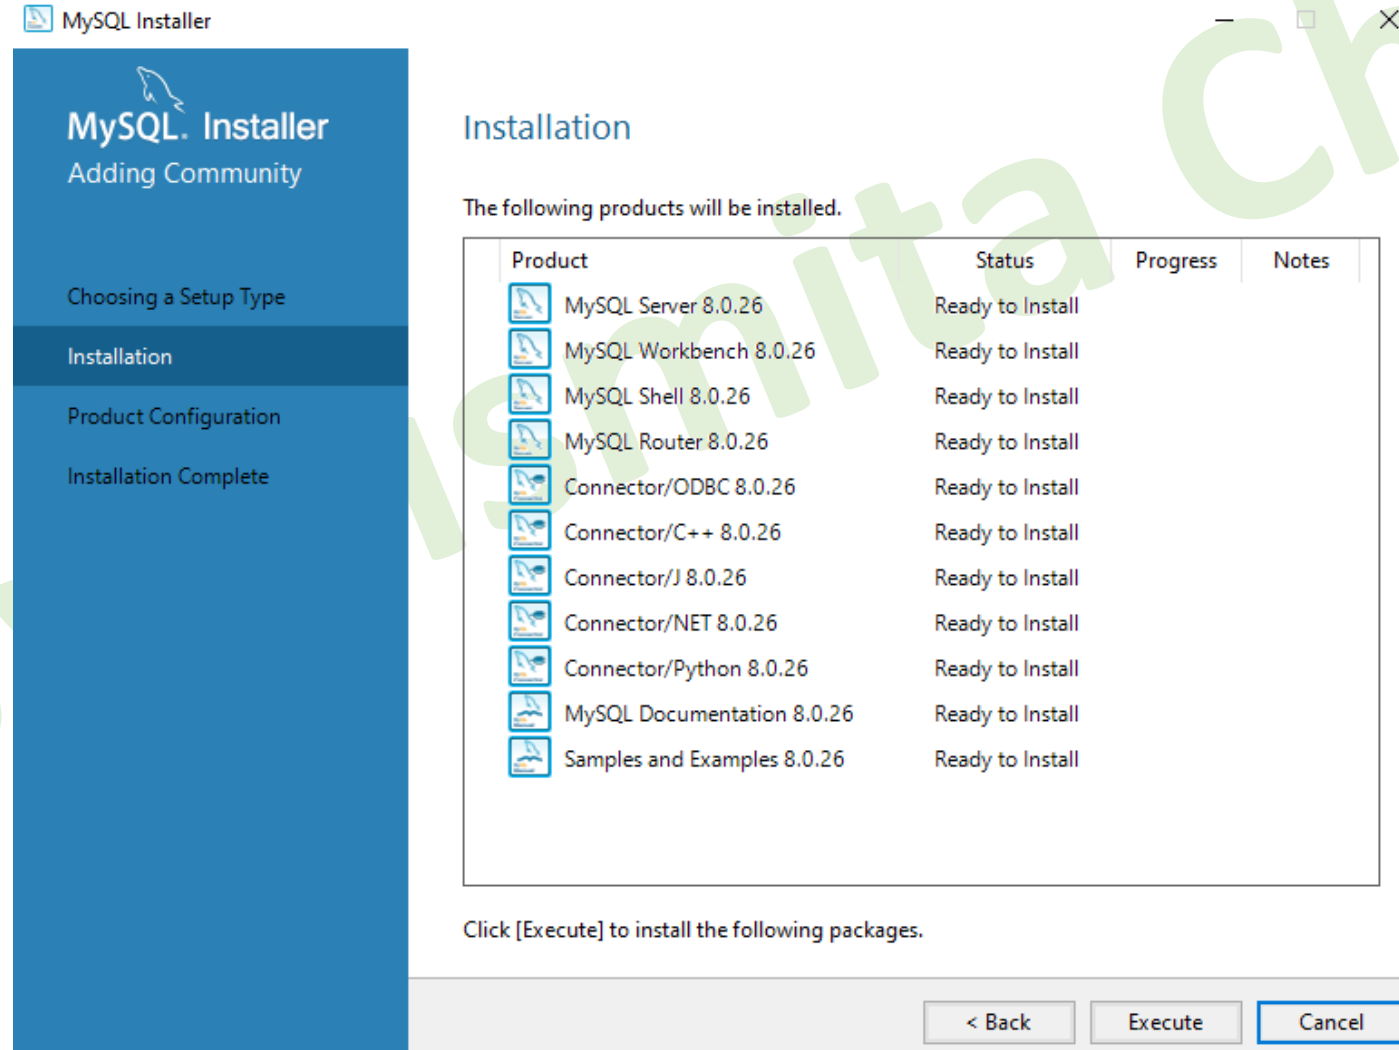 MySQL Installer
MySQL. Installer
Adding Community
Choosing a Setup Type
Installation
Product Configuration
Installation Complete
Installation
The following products will be installed.
Product Status Progress Notes
MySQL Server 8.0.26 Ready to Install
MySQL Workbench 8.0.26 Ready to Install
MySQL Shell 8.0.26 Ready to Install
MySQL Router 8.0.26 Ready to Install
Connector/ODBC 8.0.26 Ready to Install
Connector/C++ 8.0.26 Ready to Install
Connector/J 8.0.26 Ready to Install
Connector/NET 8.0.26 Ready to Install
Connector/Python 8.0.26 Ready to Install
MySQL Documentation 8.0.26 Ready to Install
Samples and Examples 8.0.26 Ready to Install
Click [Execute] to install the following packages.
< Back Execute Cancel